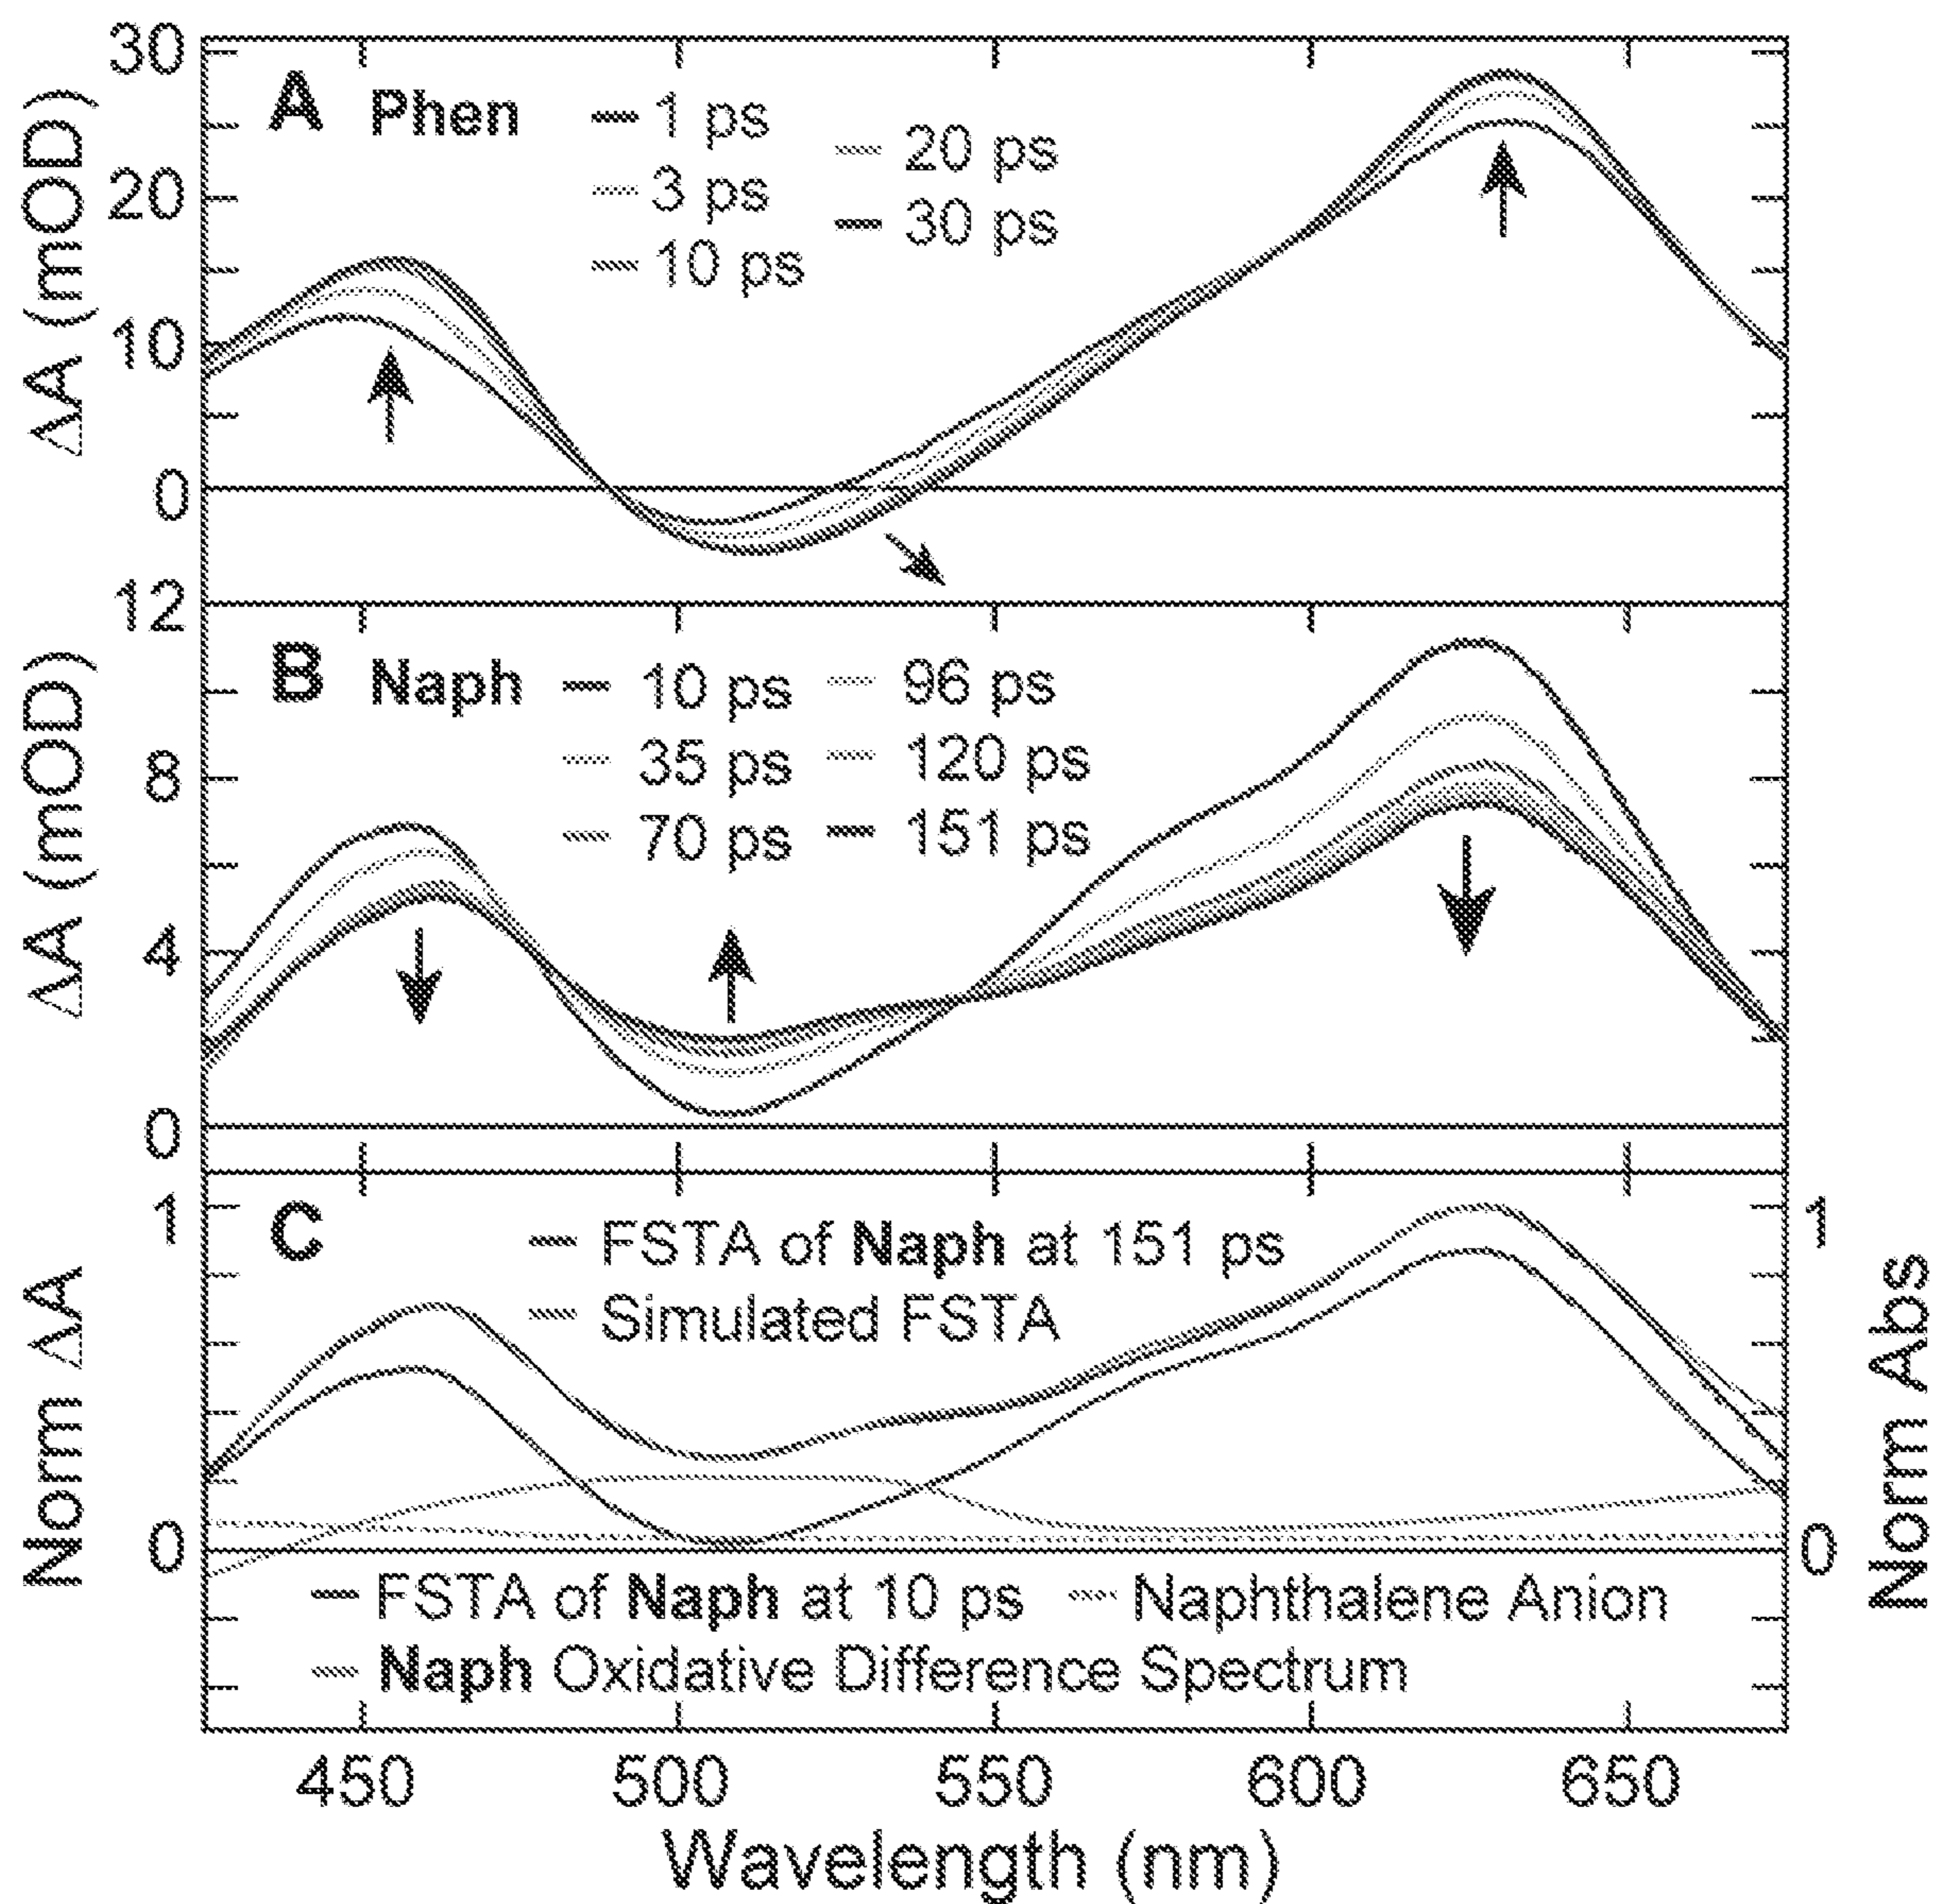 30
20
10
0
ΔA (mOD)
A Phen
1 ps
3 ps
10 ps
20 ps
30 ps
12
8
4
0
ΔA (mOD)
B Naph
10 ps
35 ps
70 ps
96 ps
120 ps
151 ps
1
0
Norm ΔA
C
FSTA of Naph at 151 ps
Simulated FSTA
FSTA of Naph at 10 ps
Naphthalene Anion
Naph Oxidative Difference Spectrum
1
0
Norm Abs
450 500 550 600 650
Wavelength (nm)